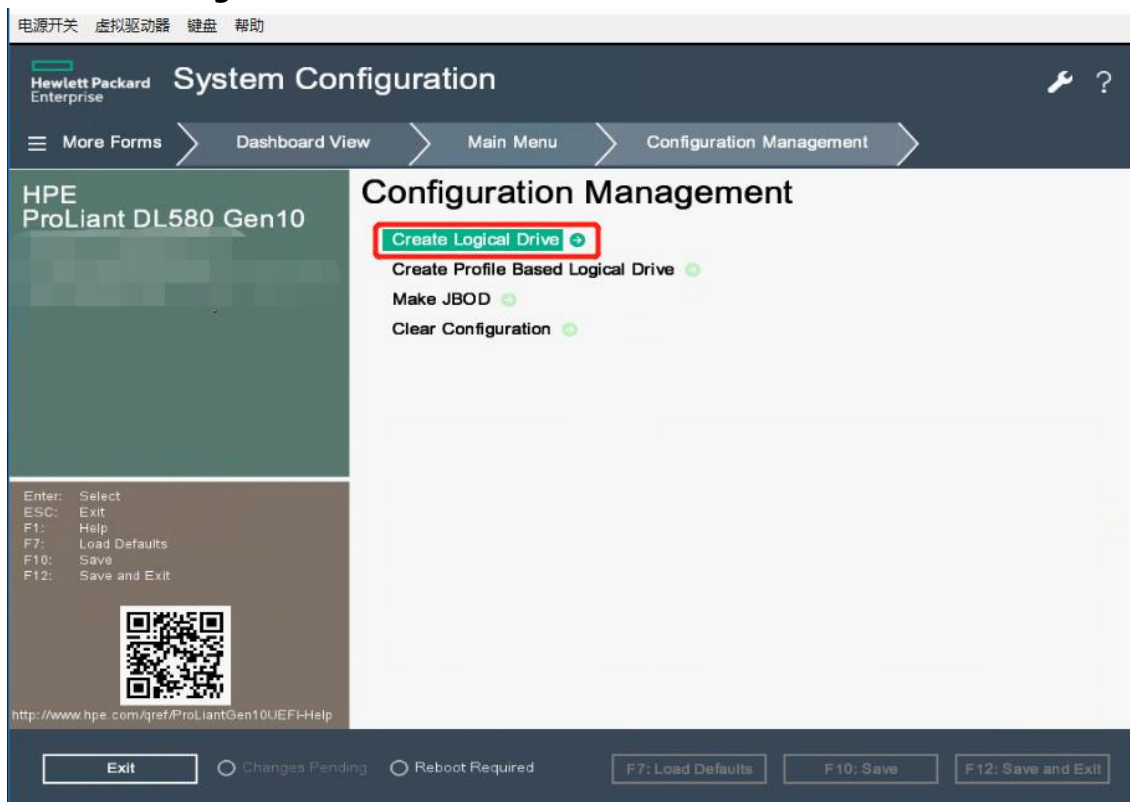 电源开关 虚拟驱动器 键盘 帮助
Hewlett Packard
Enterprise
System Configuration
?
More Forms
Dashboard View
Main Menu
Configuration Management
HPE
ProLiant DL580 Gen10
Configuration Management
Create Logical Drive
Create Profile Based Logical Drive
Make JBOD
Clear Configuration
Enter: Select
ESC: Exit
F1: Help
F7: Load Defaults
F10: Save
F12: Save and Exit
http://www.hpe.com/qref/ProLiantGen10UEFI-Help
Exit
Changes Pending
Reboot Required
F7: Load Defaults
F10: Save
F12: Save and Exit